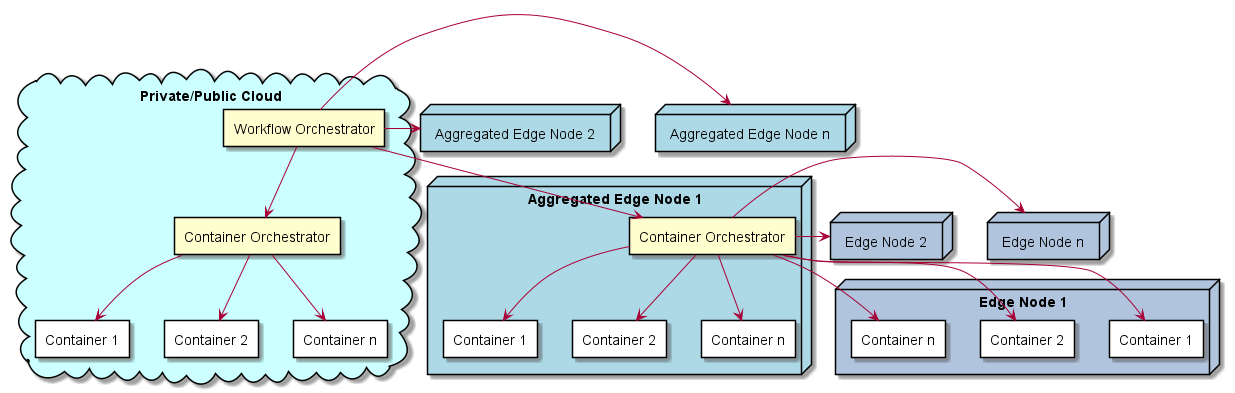 Private/Public Cloud
Workflow Orchestrator
Aggregated Edge Node 2
Aggregated Edge Node n
Aggregated Edge Node 1
Container Orchestrator
Container Orchestrator
Edge Node 2
Edge Node n
Edge Node 1
Container 1
Container 2
Container n
Container 1
Container 2
Container n
Container n
Container 2
Container 1